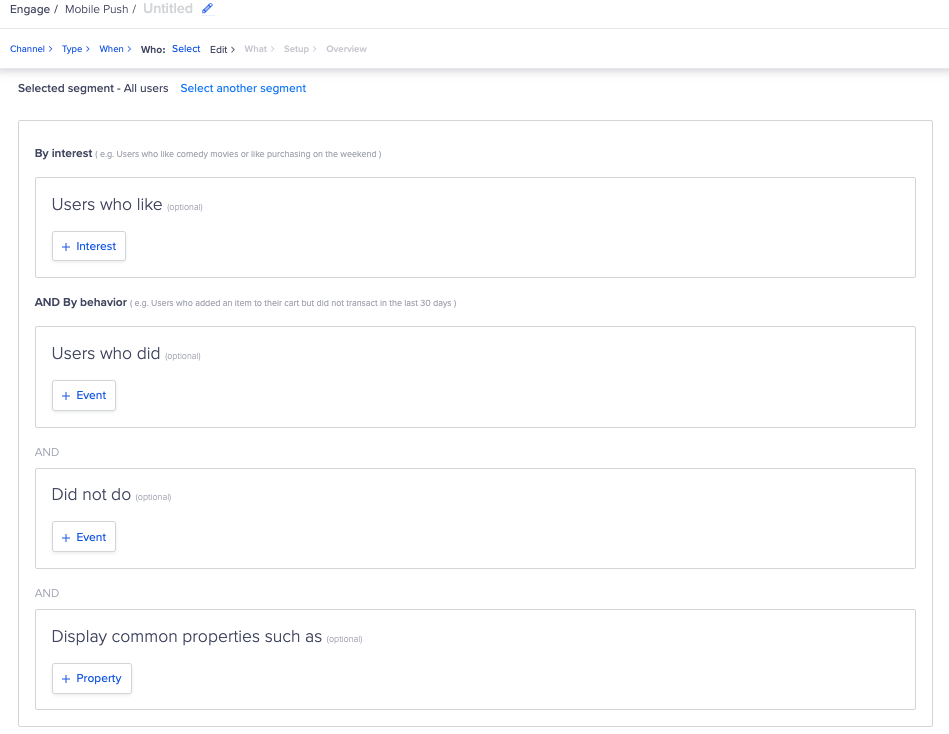 Engage / Mobile Push / Untitled
Channel > Type > When > Who: Select Edit > What > Setup > Overview
Selected segment - All users Select another segment
By interest ( e.g. Users who like comedy movies or like purchasing on the weekend )
Users who like (optional)
+ Interest
AND By behavior ( e.g. Users who added an item to their cart but did not transact in the last 30 days )
Users who did (optional)
+ Event
AND
Did not do (optional)
+ Event
AND
Display common properties such as (optional)
+ Property